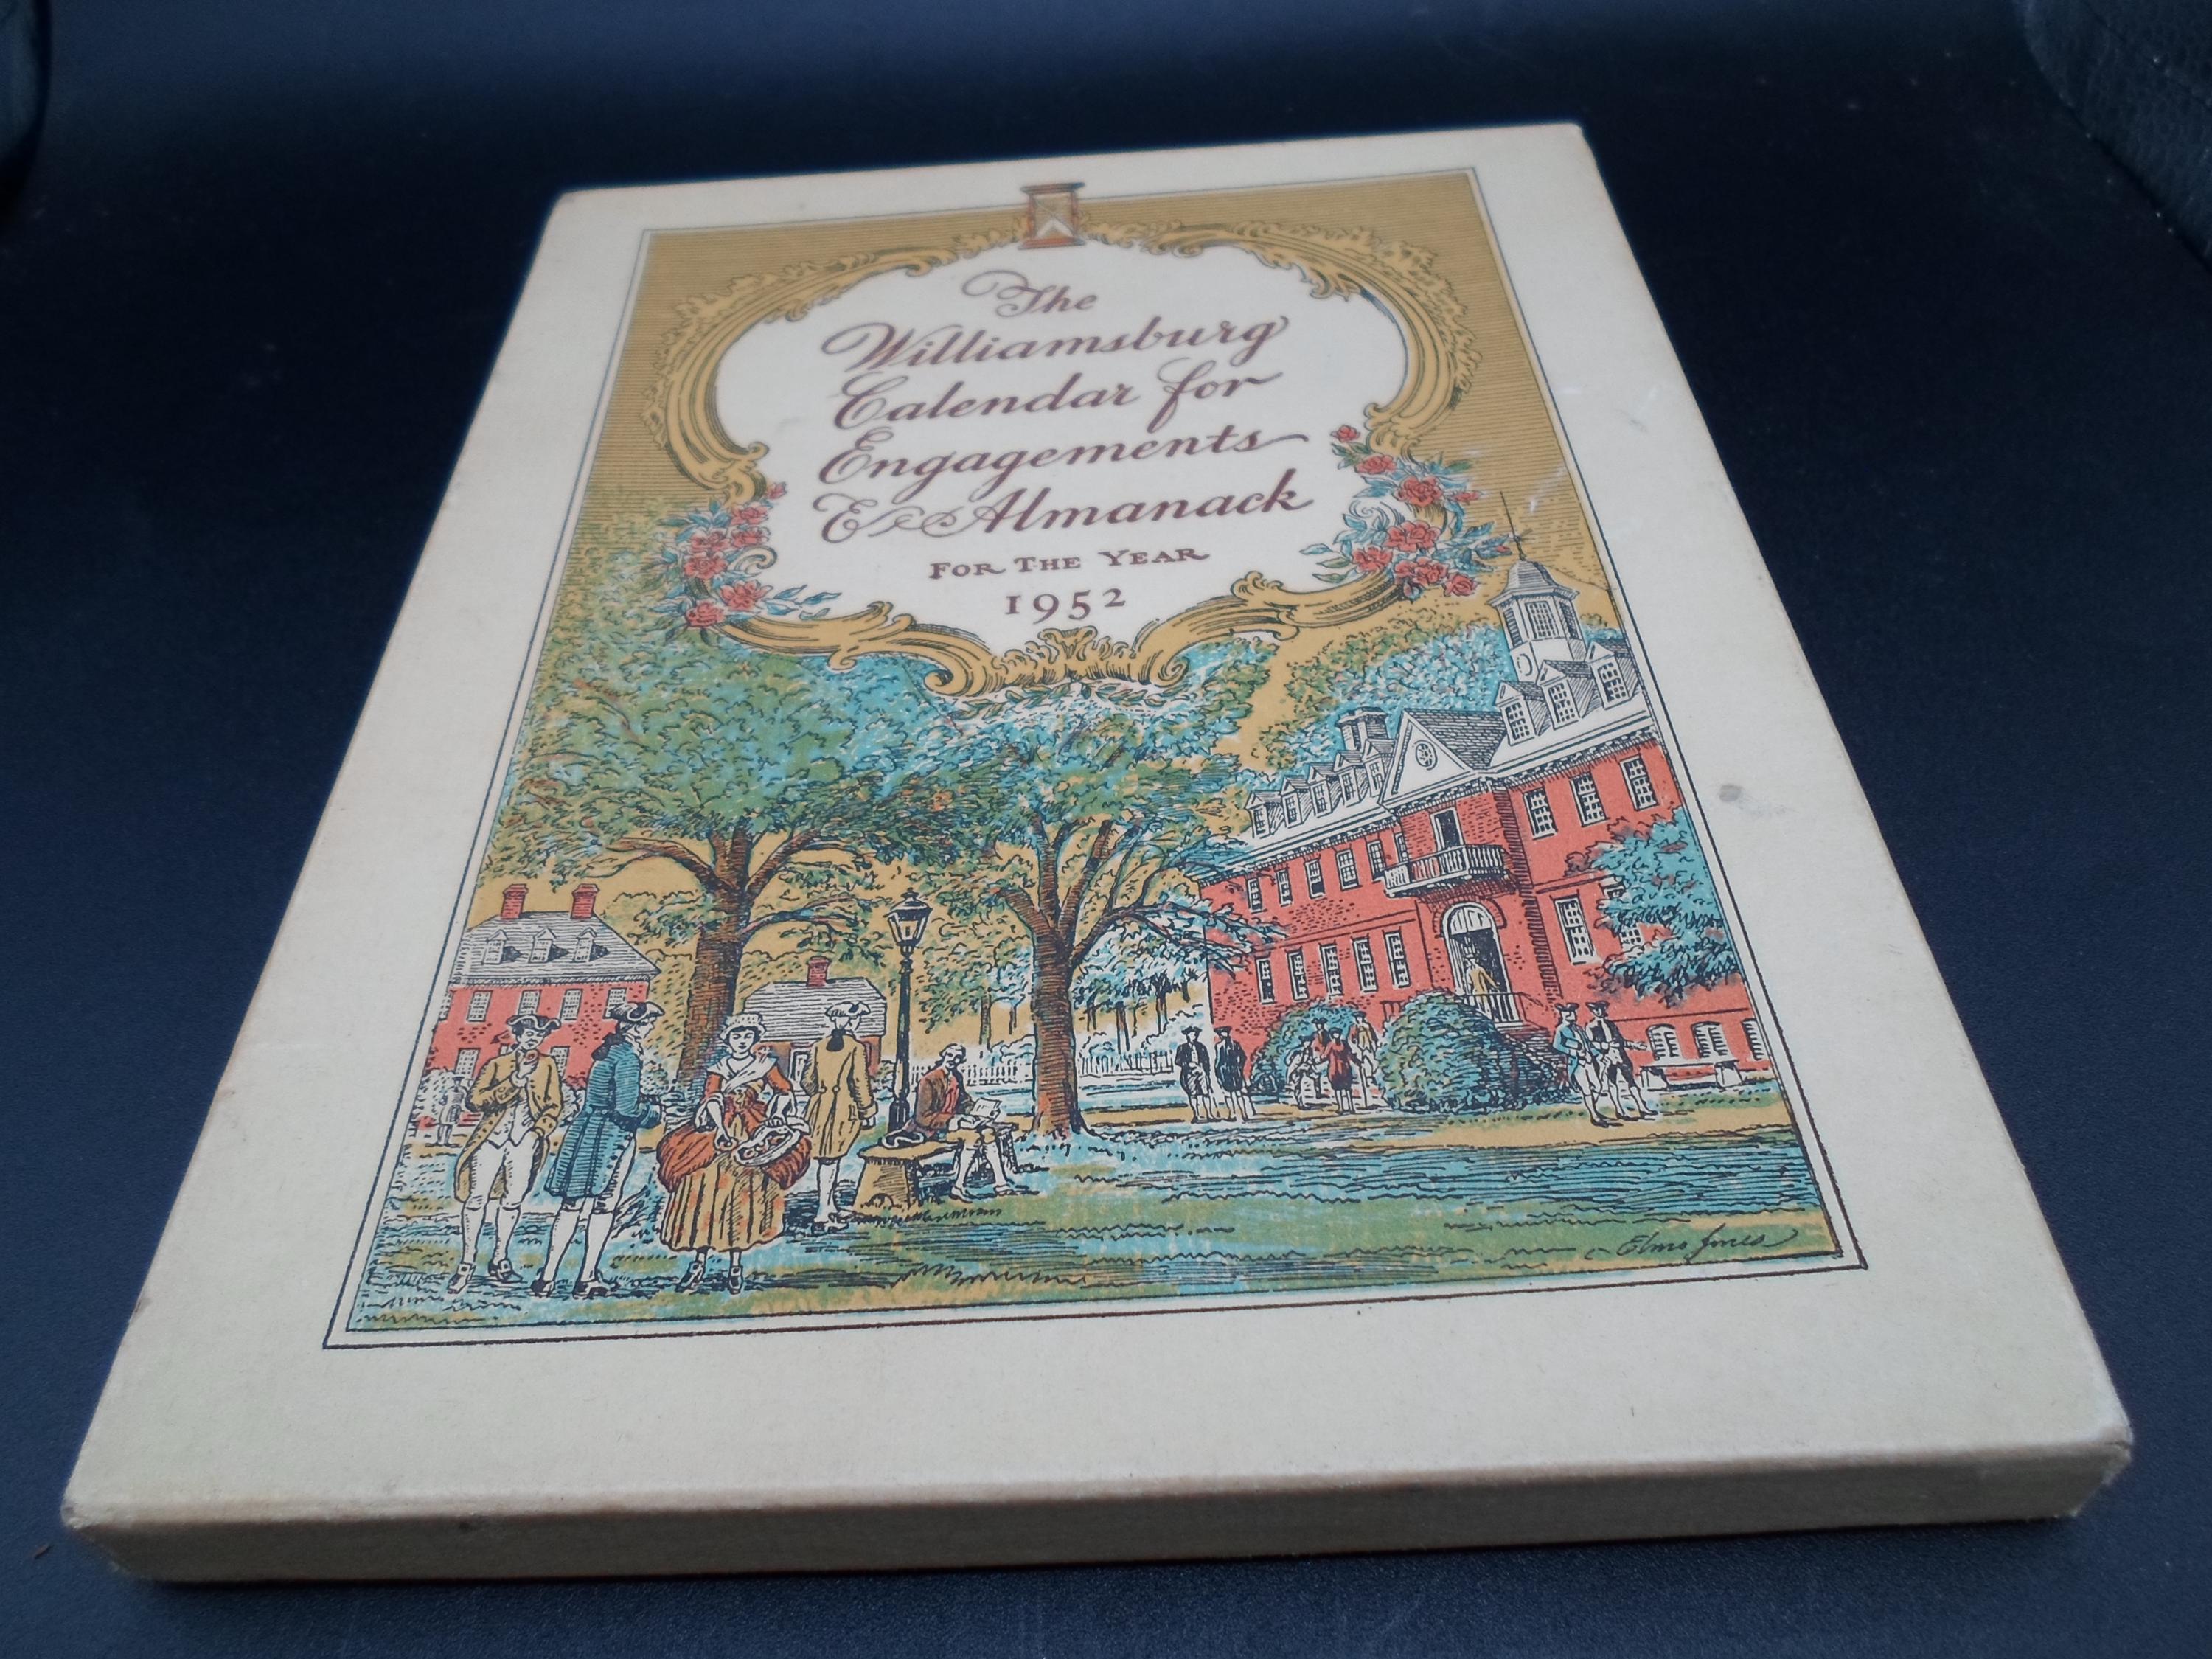 The
Williamsburg
Calendar for
Engagements
& Almanack
FOR THE YEAR
1952
Elmo Jones